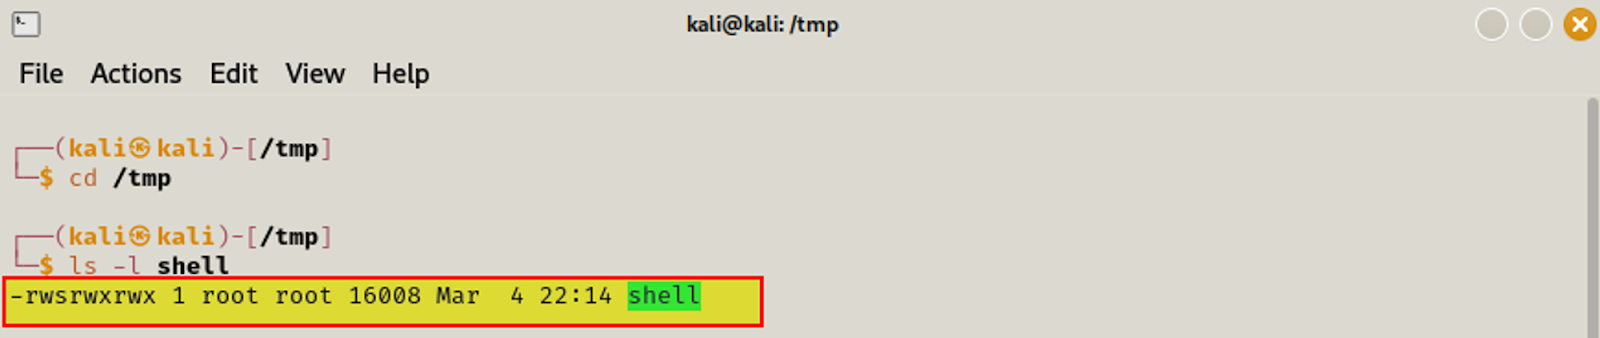 kali@kali: /tmp
File Actions Edit View Help
┌──(kali㉿kali)-[/tmp]
└─$ cd /tmp
┌──(kali㉿kali)-[/tmp]
└─$ ls -l shell
-rwsrwxrwx 1 root root 16008 Mar  4 22:14 shell